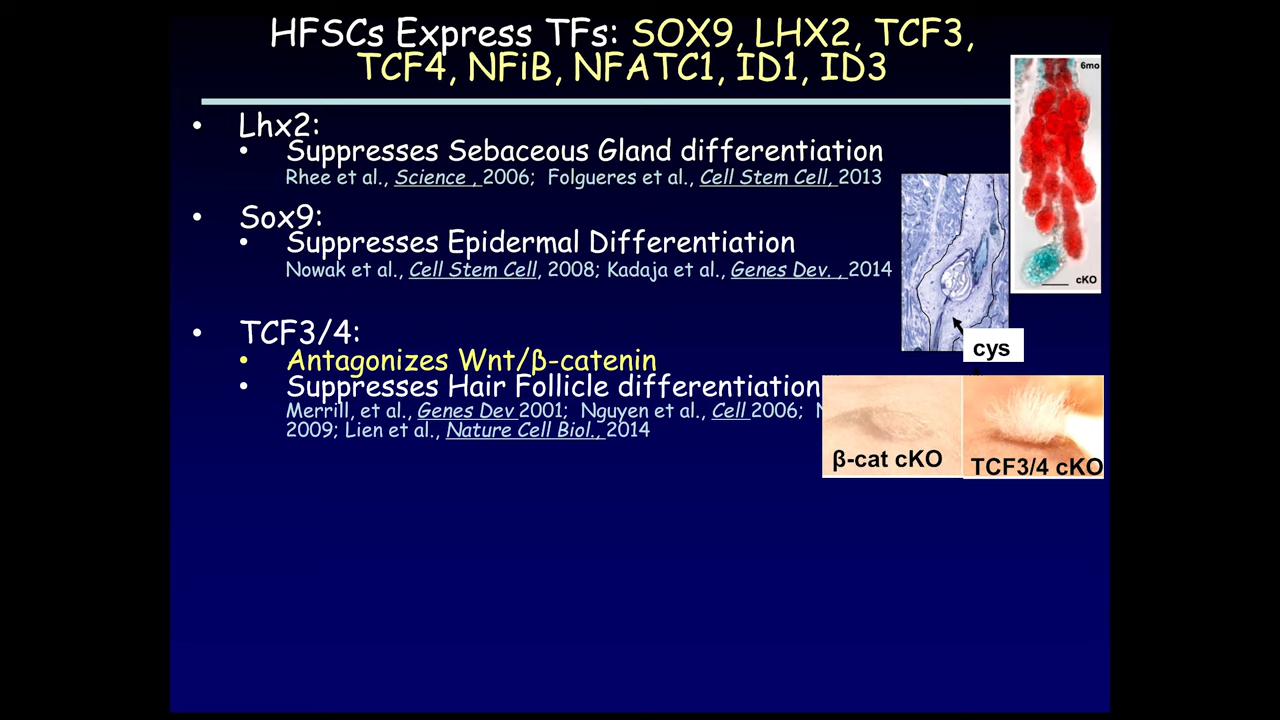 HFSCs Express TFs: SOX9, LHX2, TCF3,
TCF4, NFiB, NFATC1, ID1, ID3
6mo
• Lhx2:
• Suppresses Sebaceous Gland differentiation
Rhee et al., Science , 2006; Folgueres et al., Cell Stem Cell, 2013
• Sox9:
• Suppresses Epidermal Differentiation
Nowak et al., Cell Stem Cell, 2008; Kadaja et al., Genes Dev. , 2014
cKO
cys
• TCF3/4:
• Antagonizes Wnt/β-catenin
• Suppresses Hair Follicle differentiation
Merrill, et al., Genes Dev 2001; Nguyen et al., Cell 2006;
2009; Lien et al., Nature Cell Biol., 2014
β-cat cKO
TCF3/4 cKO